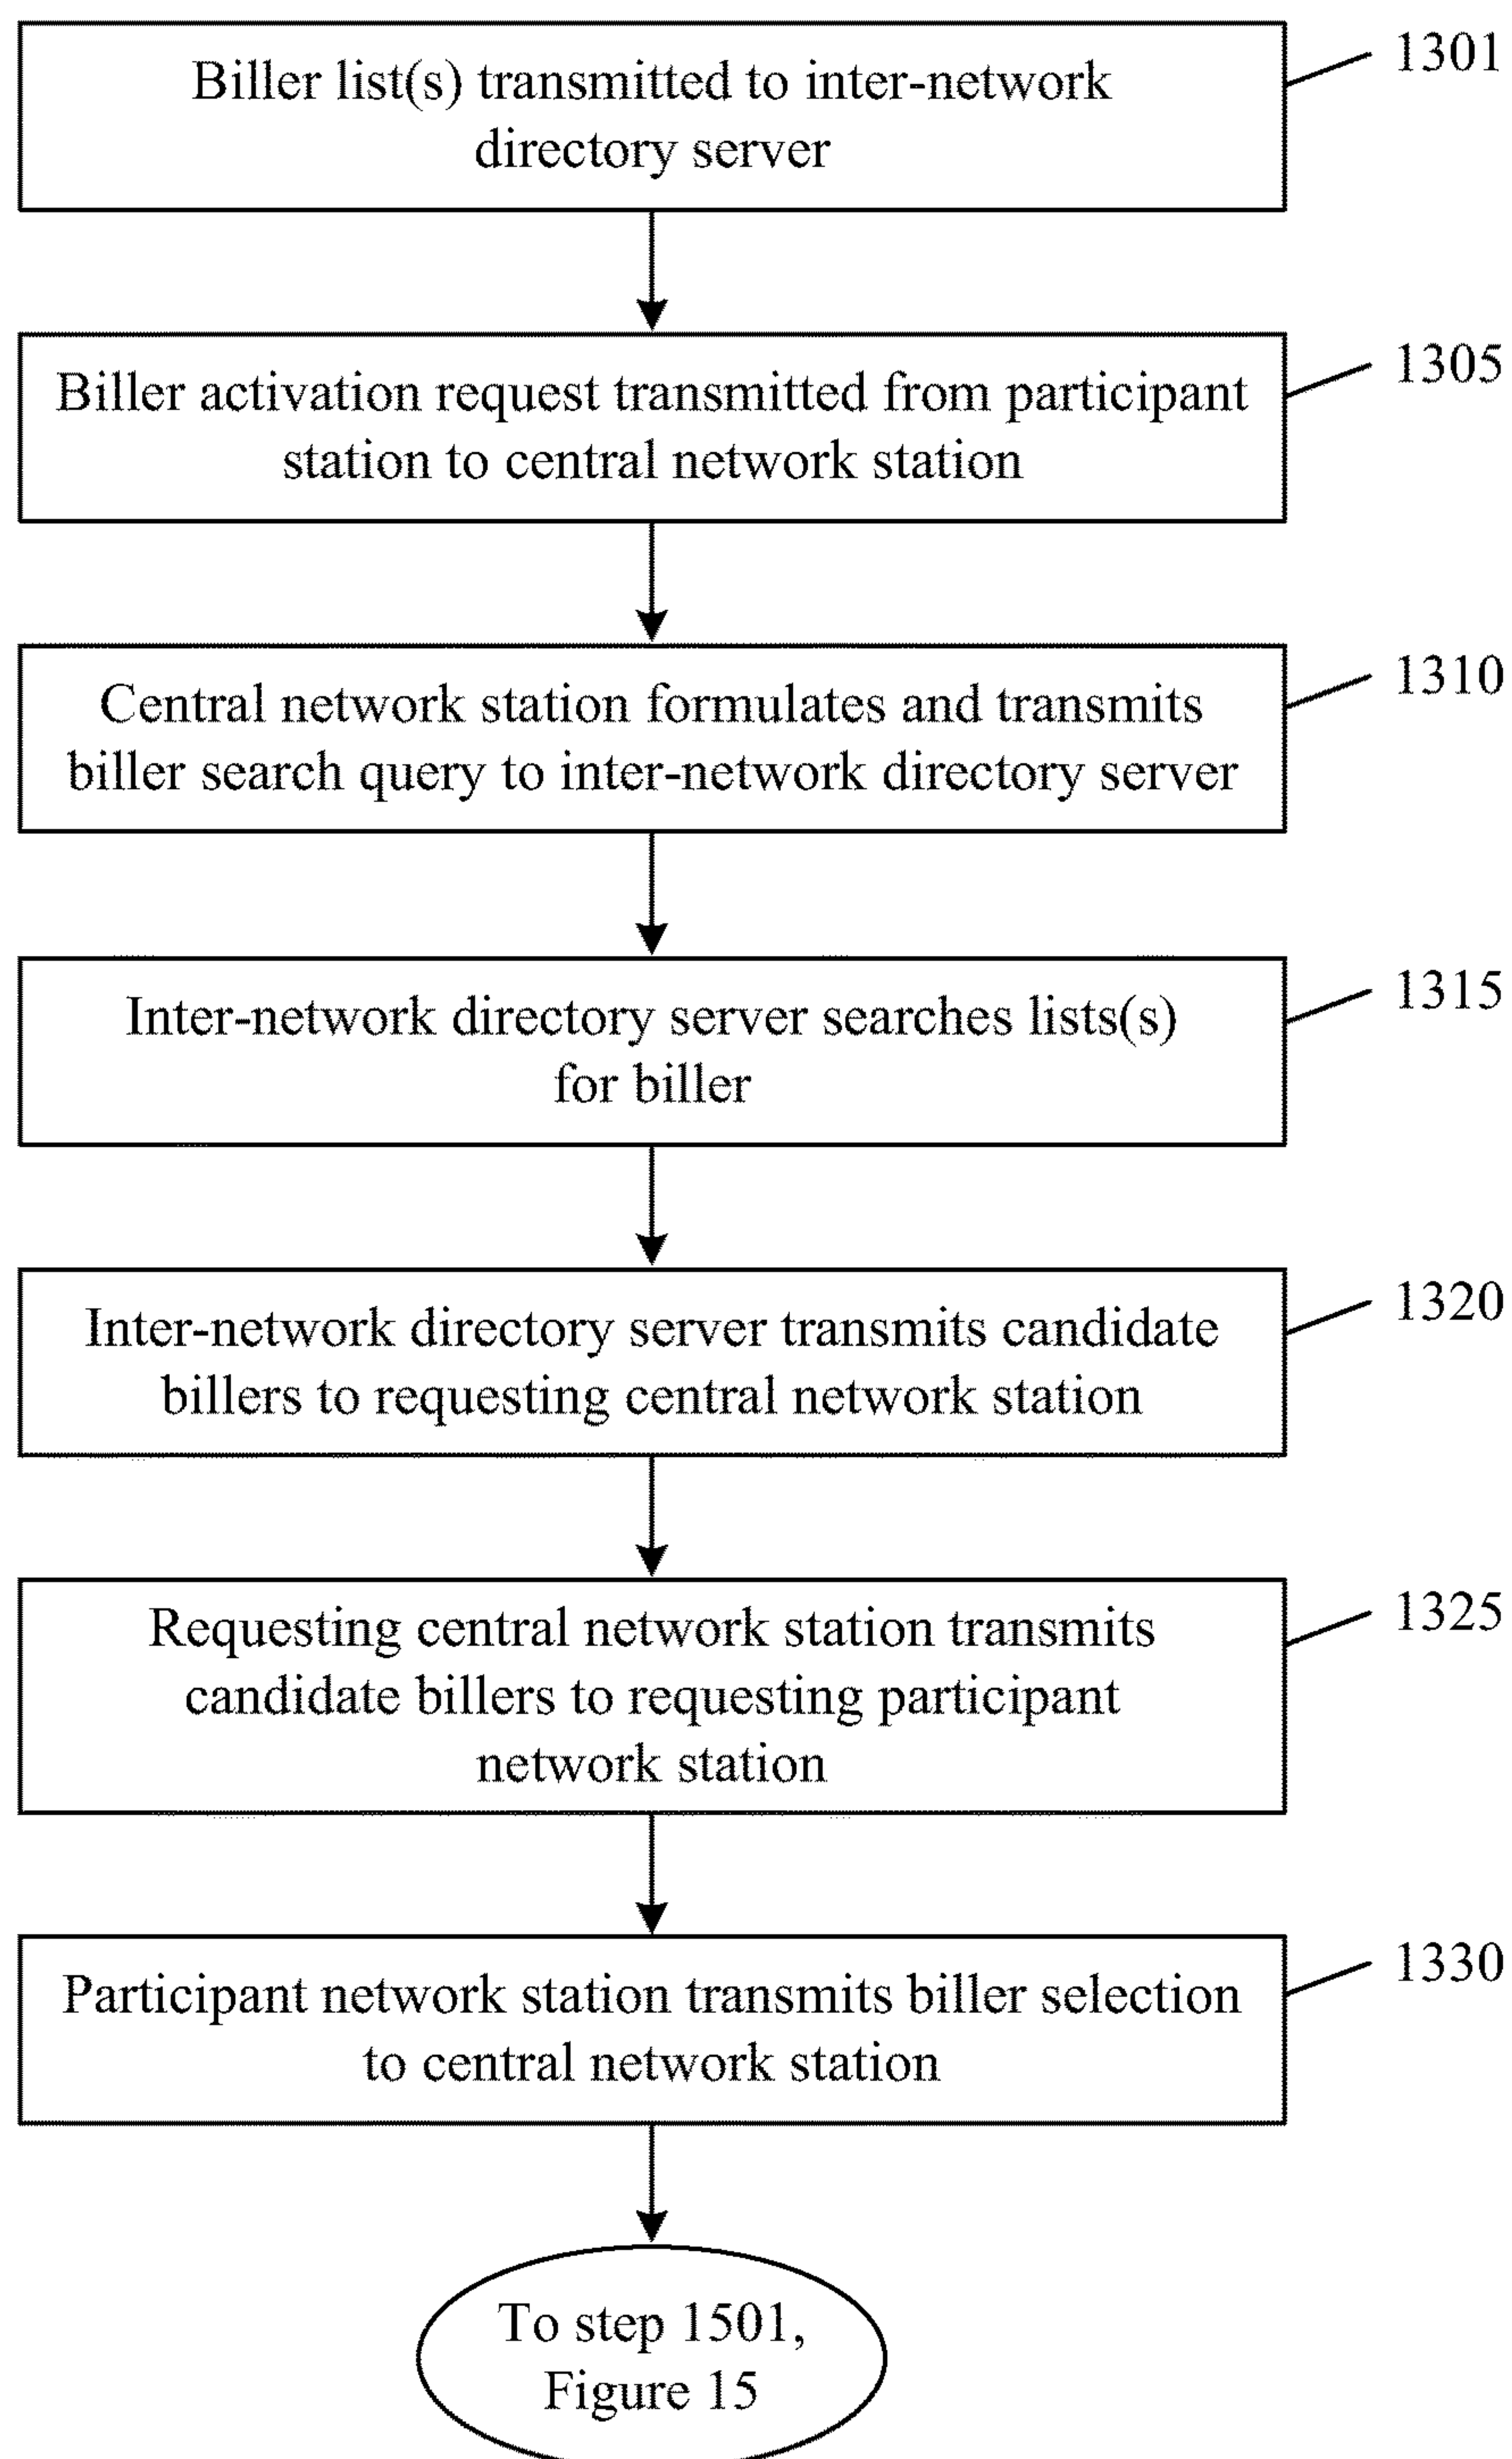 Biller list(s) transmitted to inter-network
directory server
1301
Biller activation request transmitted from participant
station to central network station
1305
Central network station formulates and transmits
biller search query to inter-network directory server
1310
Inter-network directory server searches lists(s)
for biller
1315
Inter-network directory server transmits candidate
billers to requesting central network station
1320
Requesting central network station transmits
candidate billers to requesting participant
network station
1325
Participant network station transmits biller selection
to central network station
1330
To step 1501,
Figure 15